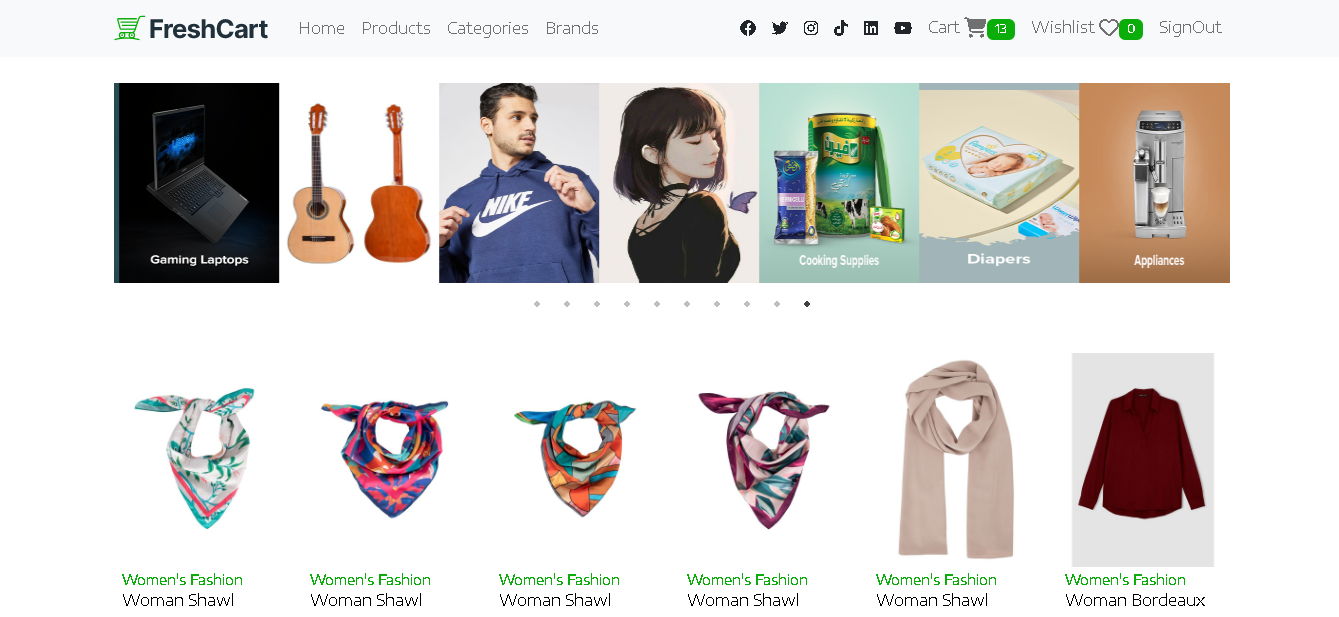 FreshCart Home Products Categories Brands Cart 13 Wishlist 0 SignOut
NIKE
Gaming Laptops
Cooking Supplies
Diapers
Appliances
Women's Fashion Women's Fashion Women's Fashion Women's Fashion Women's Fashion Women's Fashion
Woman Shawl Woman Shawl Woman Shawl Woman Shawl Woman Shawl Woman Bordeaux